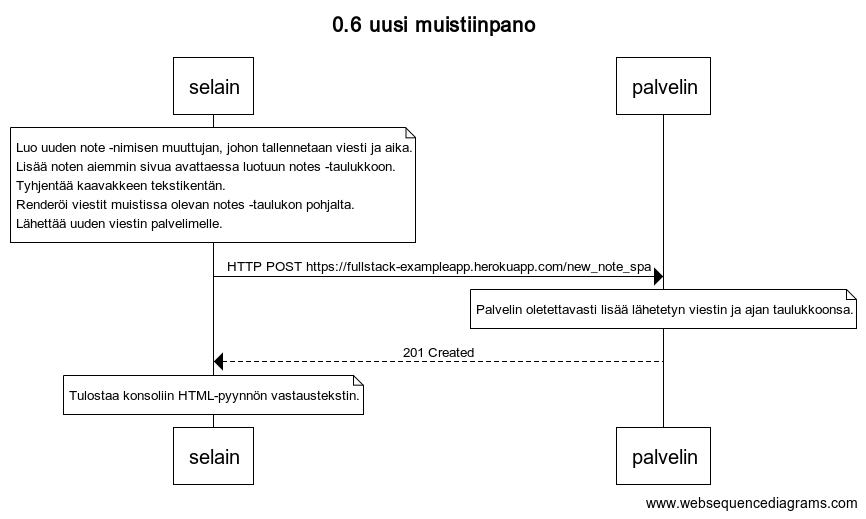 0.6 uusi muistiinpano
selain
palvelin
Luo uuden note -nimisen muuttujan, johon tallennetaan viesti ja aika.
Lisää noten aiemmin sivua avattaessa luotuun notes -taulukkoon.
Tyhjentää kaavakkeen tekstikentän.
Renderöi viestit muistissa olevan notes -taulukon pohjalta.
Lähettää uuden viestin palvelimelle.
HTTP POST https://fullstack-exampleapp.herokuapp.com/new_note_spa
Palvelin oletettavasti lisää lähetetyn viestin ja ajan taulukkoonsa.
201 Created
Tulostaa konsoliin HTML-pyynnön vastaustekstin.
selain
palvelin
www.websequencediagrams.com